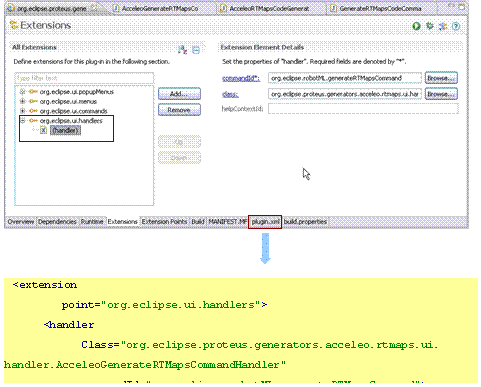 org.eclipse.proteus.gene
AcceleoGenerateRTMapsCo
AcceleoRTMapsCodeGenerat
GenerateRTMapsCodeComma
Extensions
All Extensions
Extension Element Details
Define extensions for this plug-in in the following section.
Set the properties of "handler". Required fields are denoted by "*".
type filter text
commandId*:
org.eclipse.robotML.generateRTMapsCommand
Browse...
org.eclipse.ui.popupMenus
Add...
class:
org.eclipse.proteus.generators.acceleo.rtmaps.ui.har
Browse...
org.eclipse.ui.menus
Remove
helpContextId:
org.eclipse.ui.commands
org.eclipse.ui.handlers
(handler)
Up
Down
Overview Dependencies Runtime Extensions Extension Points Build MANIFEST.MF plugin.xml build.properties
<extension
point="org.eclipse.ui.handlers">
<handler
Class="org.eclipse.proteus.generators.acceleo.rtmaps.ui.
handler.AcceleoGenerateRTMapsCommandHandler"